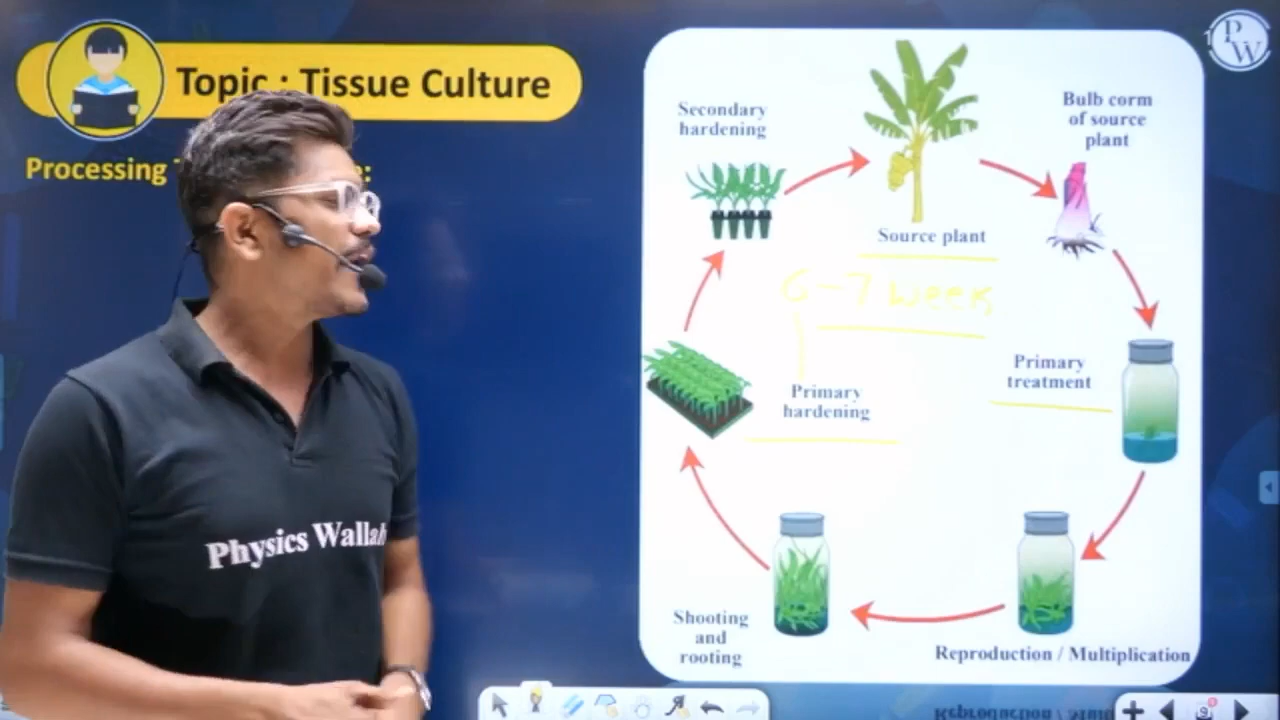 Topic : Tissue Culture
Processing
Secondary
hardening
Source plant
Bulb corm
of source
plant
6-7 week
Primary
treatment
Primary
hardening
Shooting
and
rooting
Reproduction / Multiplication
Physics Wallah
PW